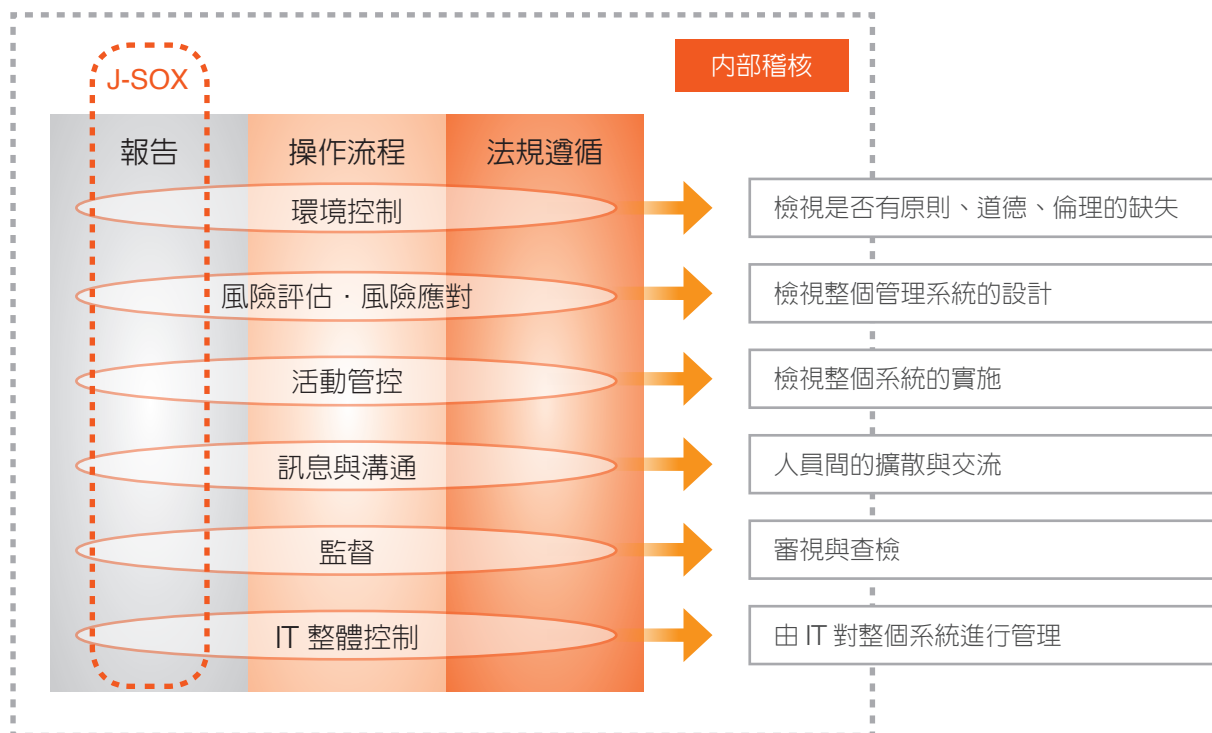 内部稽核
J-SOX
報告
操作流程
法規遵循
環境控制
檢視是否有原則、道德、倫理的缺失
風險評估．風險應對
檢視整個管理系統的設計
活動管控
檢視整個系統的實施
訊息與溝通
人員間的擴散與交流
監督
審視與查檢
IT 整體控制
由 IT 對整個系統進行管理